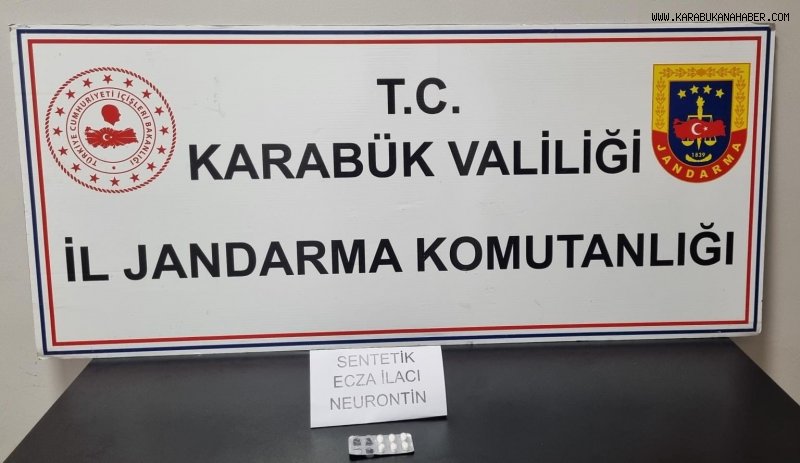 WWW.KARABUKANAHABER.COM
T.C.
KARABÜK VALİLİĞİ
İL JANDARMA KOMUTANLIĞI
TÜRKİYE CUMHURİYETİ İÇİŞLERİ BAKANLIĞI
1839
JANDARMA
SENTETİK
ECZA İLACI
NEURONTİN